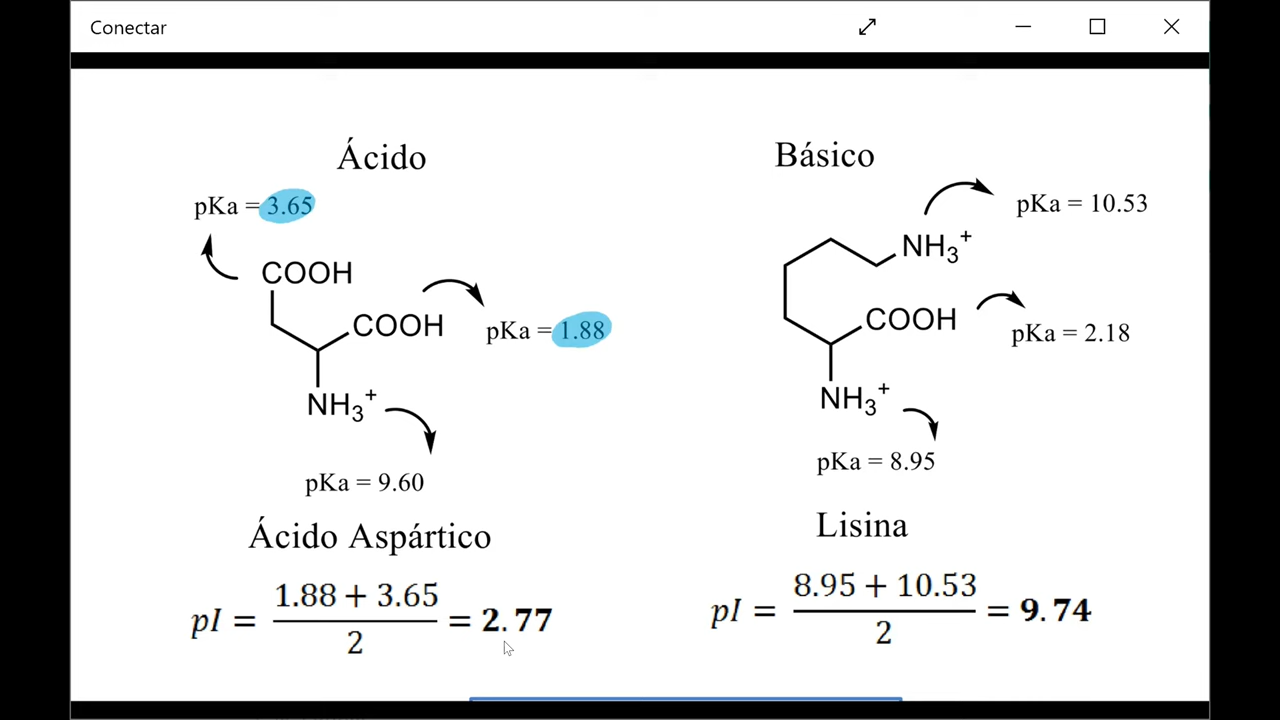 Conectar
Ácido
pKa = 3.65
COOH
COOH
pKa = 1.88
NH3+
pKa = 9.60
Ácido Aspártico
pI = (1.88 + 3.65)/2 = 2.77
Básico
pKa = 10.53
NH3+
COOH
pKa = 2.18
NH3+
pKa = 8.95
Lisina
pI = (8.95 + 10.53)/2 = 9.74